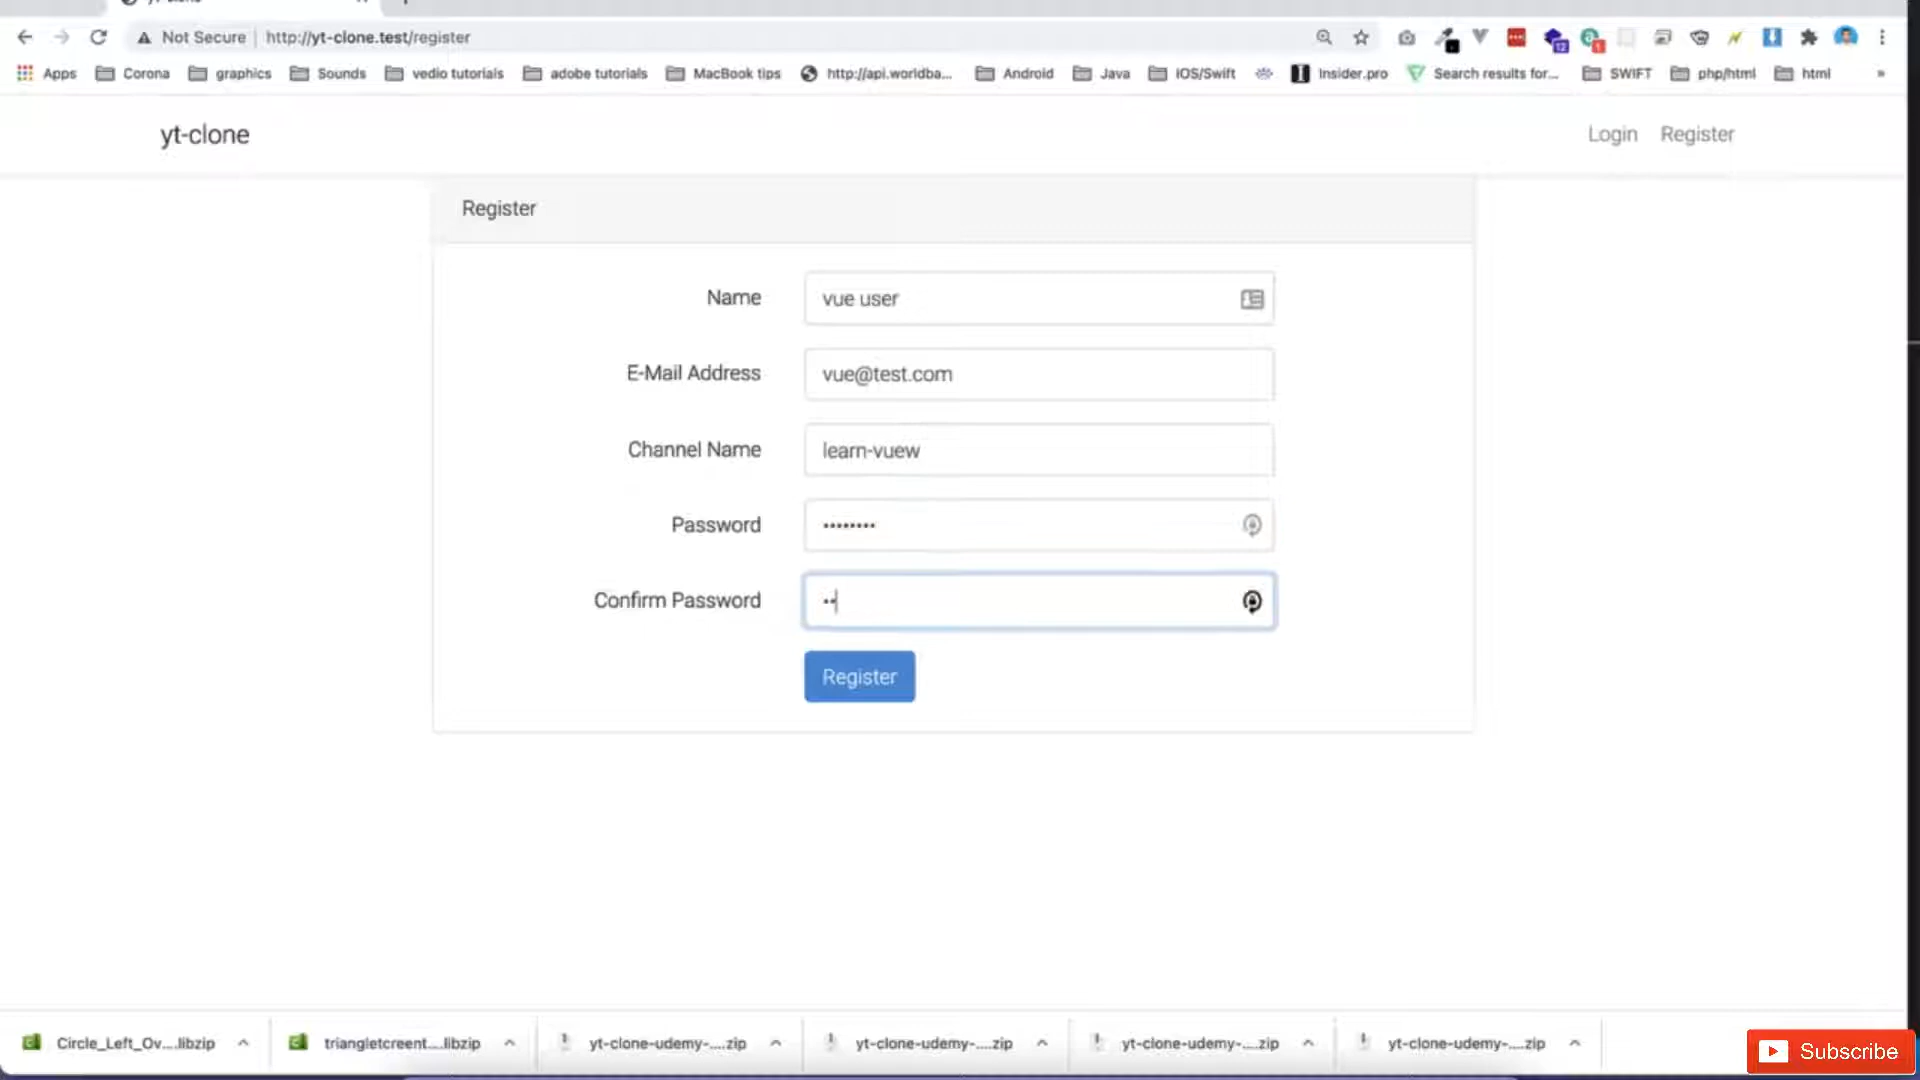 Not Secure http://yt-clone.test/register
Apps Corona graphics Sounds vedio tutorials adobe tutorials MacBook tips http://api.worldba... Android Java IOS/Swift Insider.pro Search results for... SWIFT php/html html »
yt-clone Login Register
Register
Name vue user
E-Mail Address vue@test.com
Channel Name learn-vuew
Password ••••••••
Confirm Password ••
Register
Circle_Left_Ov....libzip triangletcreent....libzip yt-clone-udemy-....zip yt-clone-udemy-....zip yt-clone-udemy-....zip yt-clone-udemy-....zip
Subscribe